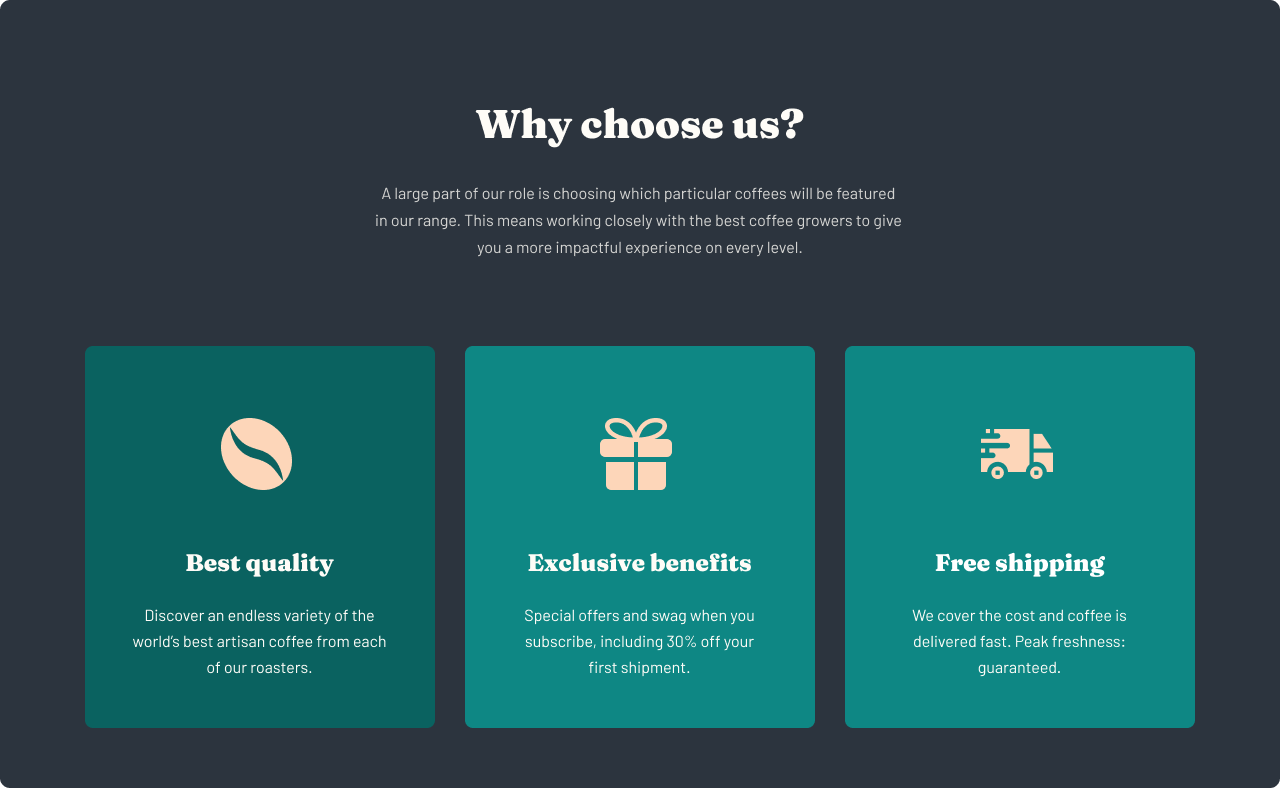 Why choose us?
A large part of our role is choosing which particular coffees will be featured
in our range. This means working closely with the best coffee growers to give
you a more impactful experience on every level.
Best quality
Discover an endless variety of the
world’s best artisan coffee from each
of our roasters.
Exclusive benefits
Special offers and swag when you
subscribe, including 30% off your
first shipment.
Free shipping
We cover the cost and coffee is
delivered fast. Peak freshness:
guaranteed.